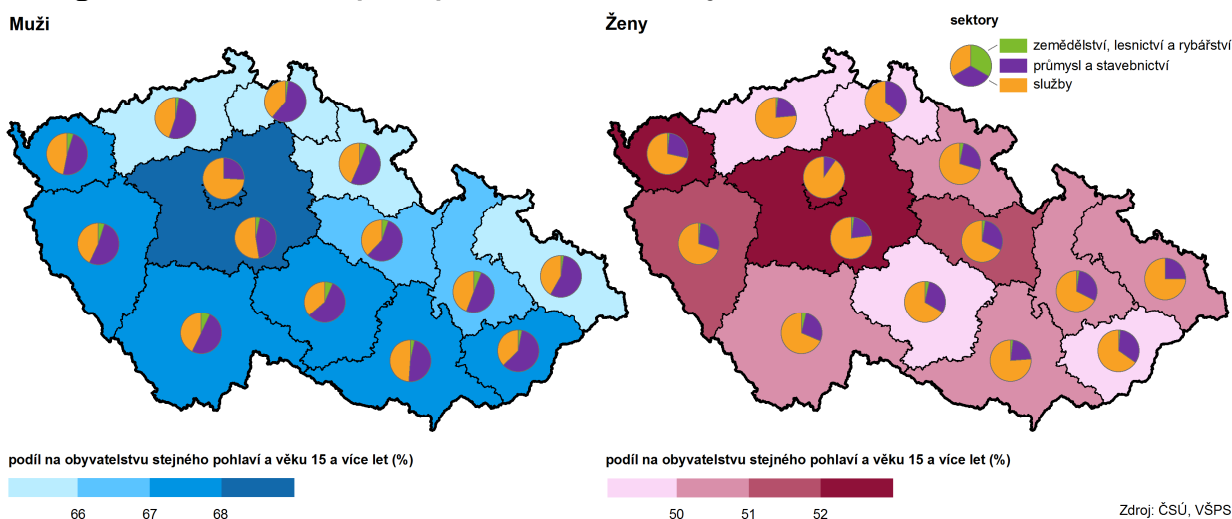 Muži
Ženy
sektory
zemědělství, lesnictví a rybářství
průmysl a stavebnictví
služby
podíl na obyvatelstvu stejného pohlaví a věku 15 a více let (%)
66 67 68
podíl na obyvatelstvu stejného pohlaví a věku 15 a více let (%)
50 51 52
Zdroj: ČSÚ, VŠPS